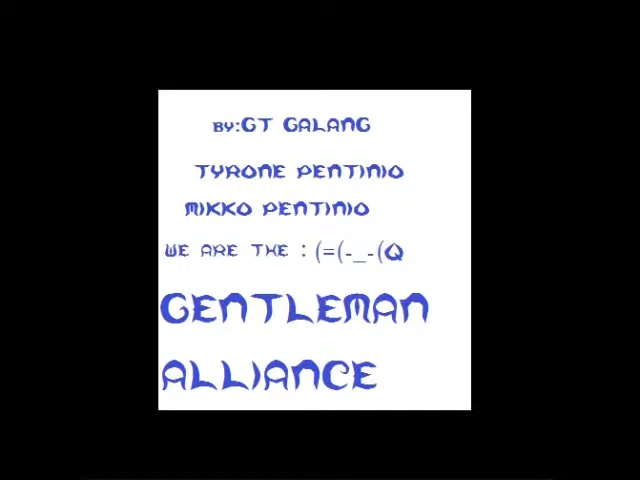 BY:GT GALANG
TYRONE PENTINIO
MIKKO PENTINIO
WE ARE THE : (=(-_-(Q
GENTLEMAN
ALLIANCE